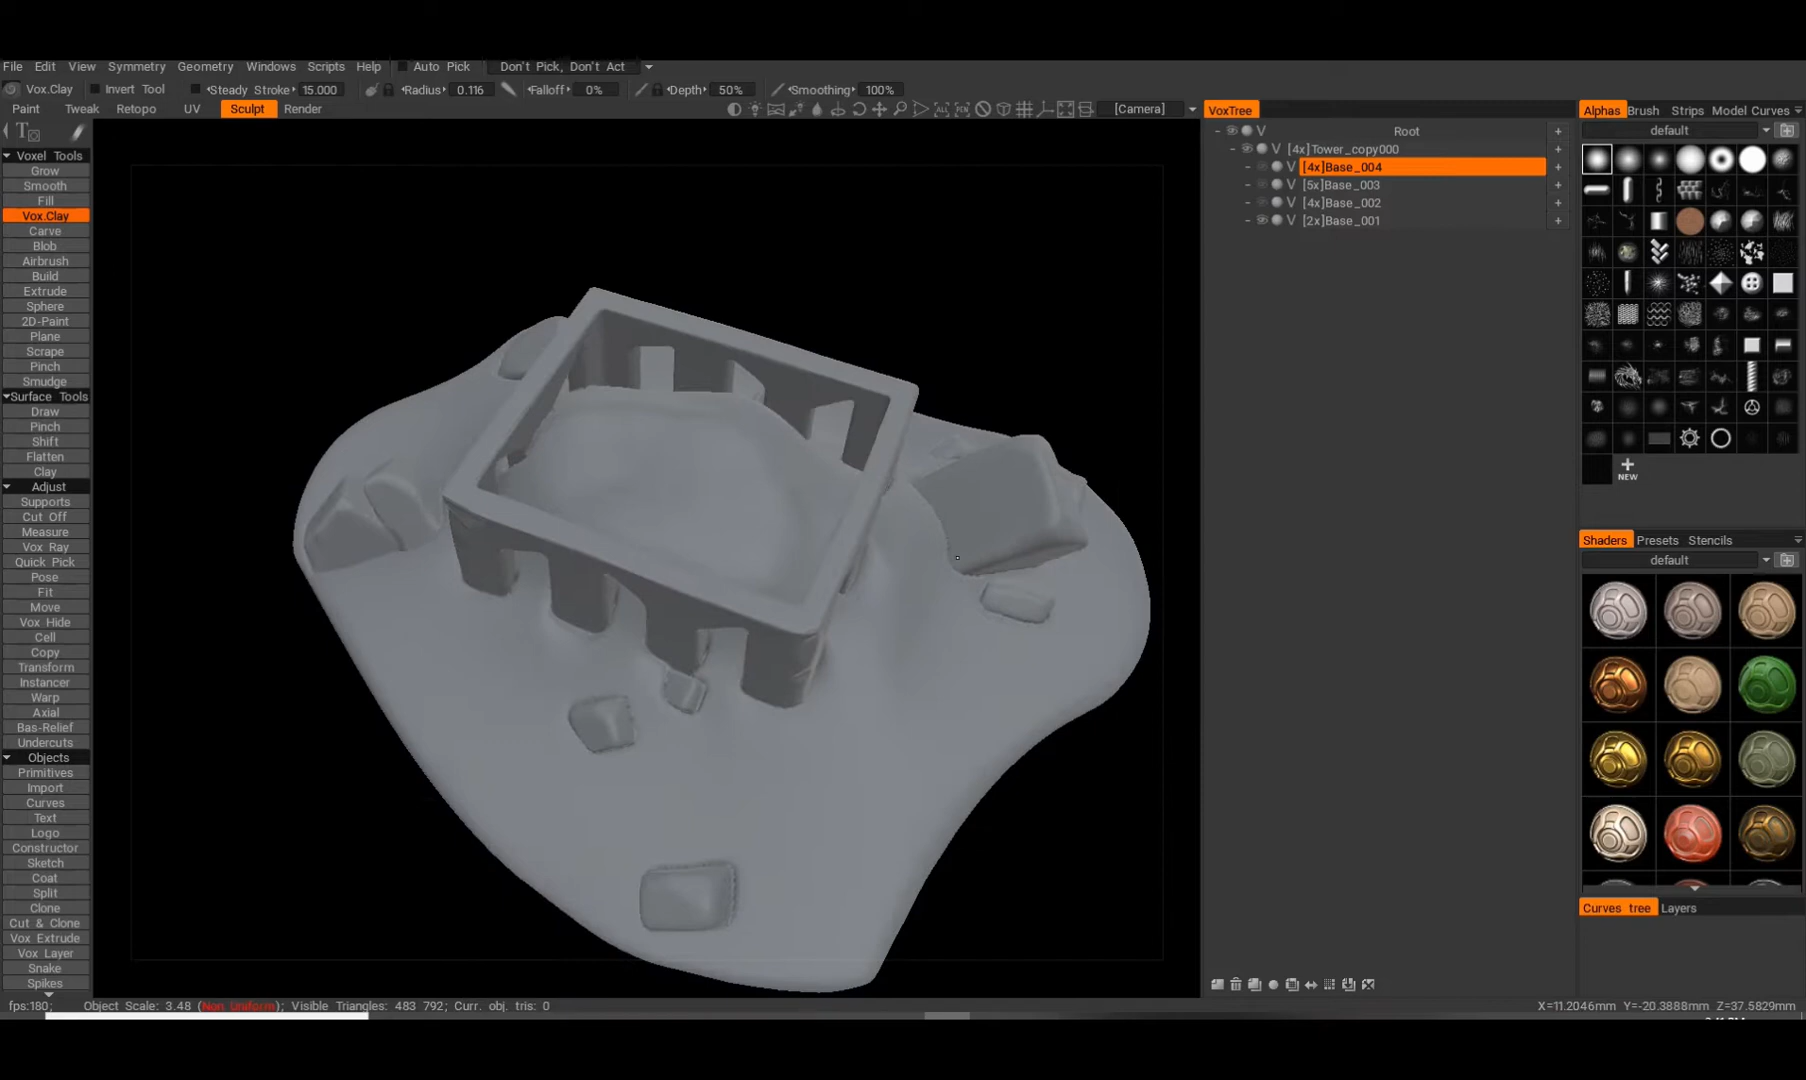 File Edit View Symmetry Geometry Windows Scripts Help Auto Pick Don't Pick, Don't Act
Vox.Clay Invert Tool Steady Stroke 15.000 Radius 0.116 Falloff 0% Depth 50% Smoothing 100%
Paint Tweak Retopo UV Sculpt Render [Camera]
Voxel Tools
Grow
Smooth
Fill
Vox.Clay
Carve
Blob
Airbrush
Build
Extrude
Sphere
2D-Paint
Plane
Scrape
Pinch
Smudge
Surface Tools
Draw
Pinch
Shift
Flatten
Clay
Adjust
Supports
Cut Off
Measure
Vox Ray
Quick Pick
Pose
Fit
Move
Vox Hide
Cell
Copy
Transform
Instancer
Warp
Axial
Bas-Relief
Undercuts
Objects
Primitives
Import
Curves
Text
Logo
Constructor
Sketch
Coat
Split
Clone
Cut & Clone
Vox Extrude
Vox Layer
Snake
Spikes
VoxTree
V Root +
V [4x]Tower_copy000 +
V [4x]Base_004 +
V [5x]Base_003 +
V [4x]Base_002 +
V [2x]Base_001 +
Alphas Brush Strips Model Curves
default
NEW
Shaders Presets Stencils
default
Curves tree Layers
fps:180; Object Scale: 3.48 (Non Uniform); Visible Triangles: 483 792; Curr. obj. tris: 0
X=11.2046mm Y=-20.3888mm Z=37.5829mm